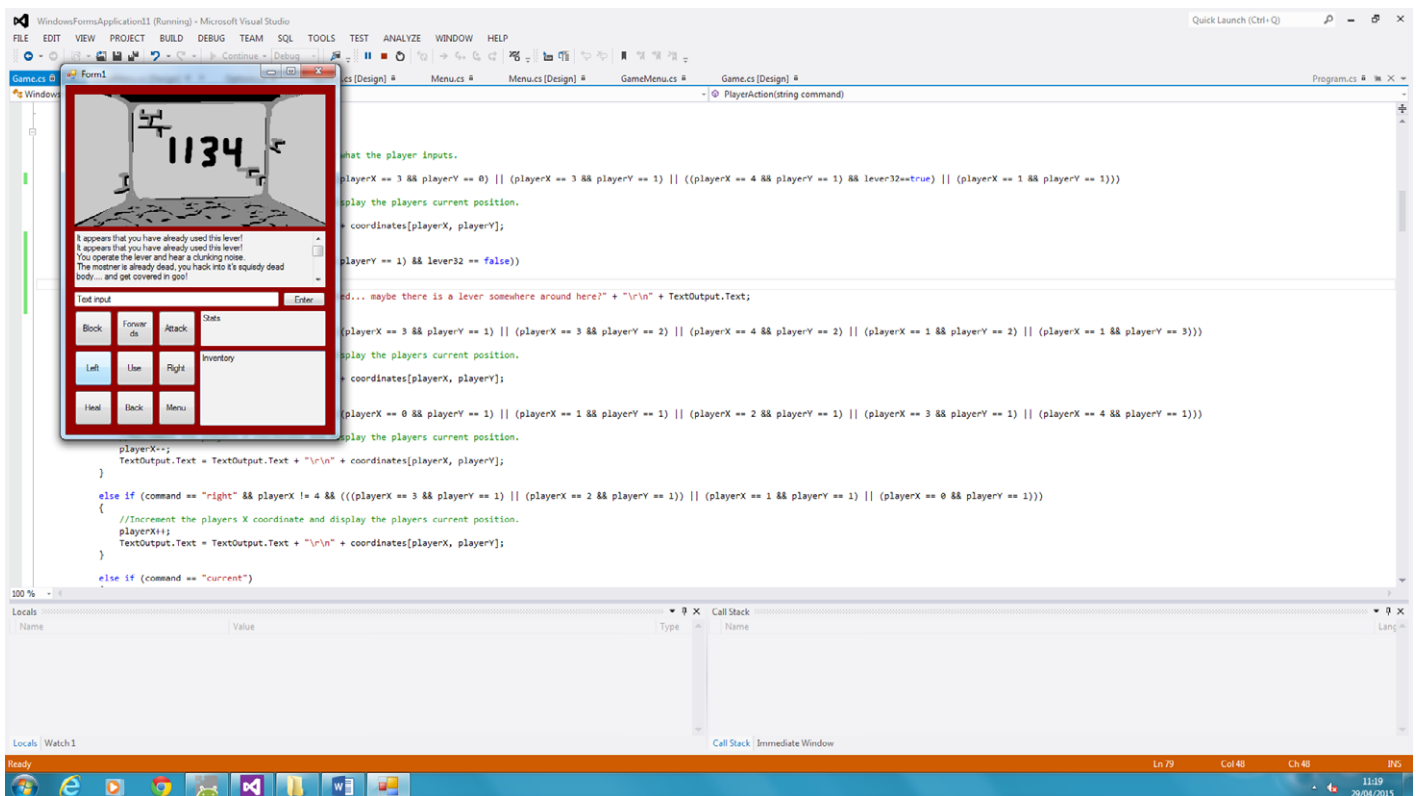 WindowsFormsApplication11 (Running) - Microsoft Visual Studio
Quick Launch (Ctrl+Q)
FILE EDIT VIEW PROJECT BUILD DEBUG TEAM SQL TOOLS TEST ANALYZE WINDOW HELP
Continue Debug
Game.cs
.cs [Design] Menu.cs Menu.cs [Design] GameMenu.cs Game.cs [Design] Program.cs
Windows
PlayerAction(string command)
Form1
1134
It appears that you have already used this lever!
It appears that you have already used this lever!
You operate the lever and hear a clunking noise.
The mostner is already dead, you hack into it's squisdy dead
body.... and get covered in goo!
Text input Enter
Block Forwar
ds Attack Stats
Left Use Right Inventory
Heal Back Menu
what the player inputs.
playerX == 3 && playerY == 0) || (playerX == 3 && playerY == 1) || ((playerX == 4 && playerY == 1) && lever32==true) || (playerX == 1 && playerY == 1)))
splay the players current position.
+ coordinates[playerX, playerY];
playerY == 1) && lever32 == false))
ed... maybe there is a lever somewhere around here?" + "\r\n" + TextOutput.Text;
(playerX == 3 && playerY == 1) || (playerX == 3 && playerY == 2) || (playerX == 4 && playerY == 2) || (playerX == 1 && playerY == 2) || (playerX == 1 && playerY == 3)))
splay the players current position.
+ coordinates[playerX, playerY];
(playerX == 0 && playerY == 1) || (playerX == 1 && playerY == 1) || (playerX == 2 && playerY == 1) || (playerX == 3 && playerY == 1) || (playerX == 4 && playerY == 1)))
splay the players current position.
playerX--;
TextOutput.Text = TextOutput.Text + "\r\n" + coordinates[playerX, playerY];
}
else if (command == "right" && playerX != 4 && (((playerX == 3 && playerY == 1) || (playerX == 2 && playerY == 1)) || (playerX == 1 && playerY == 1) || (playerX == 0 && playerY == 1)))
{
//Increment the players X coordinate and display the players current position.
playerX++;
TextOutput.Text = TextOutput.Text + "\r\n" + coordinates[playerX, playerY];
}
else if (command == "current")
100 %
Locals Call Stack
Name Value Type Name Lang
Locals Watch 1 Call Stack Immediate Window
Ready Ln 79 Col 48 Ch 48 INS
11:19
29/04/2015